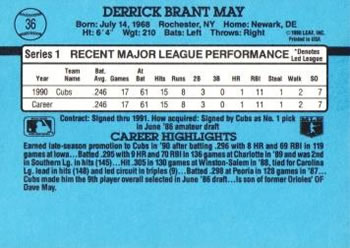 36
DERRICK BRANT MAY
Born: July 14, 1968 Rochester, NY Home: Newark, DE
Ht: 6'4" Wgt: 210 Bats: Left Throws: Right
© 1990 LEAF, INC.
Printed in USA
Series 1 RECENT MAJOR LEAGUE PERFORMANCE *Denotes Led League
Year Team Name Bat. Avg. Games AB Hits Runs 2B 3B HR RBI Steal Walk SO
1990 Cubs .246 17 61 15 8 3 0 1 11 1 2 7
Career .246 17 61 15 8 3 0 1 11 1 2 7
Contract: Signed thru 1991. How acquired: Signed by Cubs as No. 1 pick
in June '86 amateur draft
CAREER HIGHLIGHTS
Earned late-season promotion to Cubs in '90 after batting .296 with 8 HR and 69 RBI in 119
games at Iowa...Batted .295 with 9 HR and 70 RBI in 136 games at Charlotte in '89 and was 2nd in
Southern Lg. in hits (145)...Hit .305 in 130 games at Winston-Salem in '88, tied for Carolina
Lg. lead in hits (148) and led circuit in triples (9)...Batted .298 at Peoria in 128 games in '87...
Cubs made him the 9th player overall selected in June '86 draft...Is son of former Orioles' OF
Dave May.